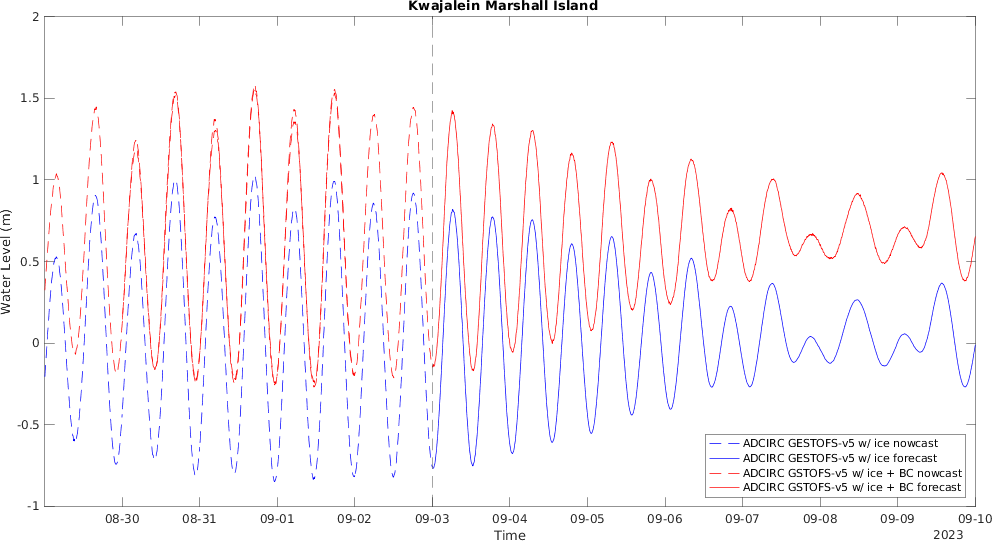 Kwajalein Marshall Island
2
1.5
1
0.5
0
-0.5
-1
Water Level (m)
ADCIRC GESTOFS-v5 w/ ice nowcast
ADCIRC GESTOFS-v5 w/ ice forecast
ADCIRC GSTOFS-v5 w/ ice + BC nowcast
ADCIRC GSTOFS-v5 w/ ice + BC forecast
08-30 08-31 09-01 09-02 09-03 09-04 09-05 09-06 09-07 09-08 09-09 09-10
Time
2023